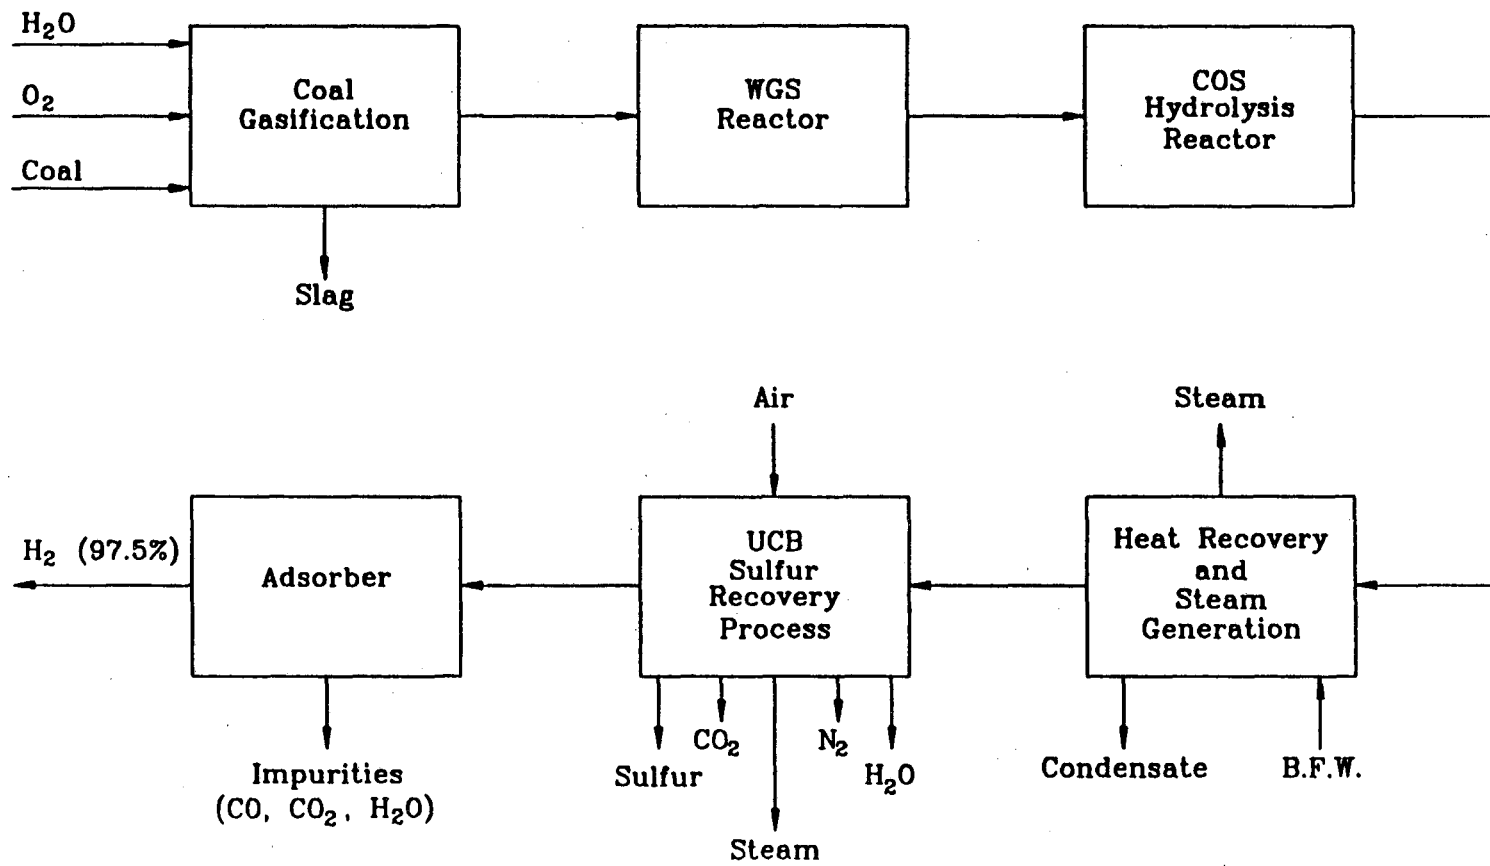 H₂O
O₂
Coal
Coal
Gasification
Slag
WGS
Reactor
COS
Hydrolysis
Reactor
Steam
Heat Recovery
and
Steam
Generation
Condensate
B.F.W.
Air
UCB
Sulfur
Recovery
Process
Sulfur
CO₂
Steam
N₂
H₂O
Adsorber
Impurities
(CO, CO₂, H₂O)
H₂ (97.5%)